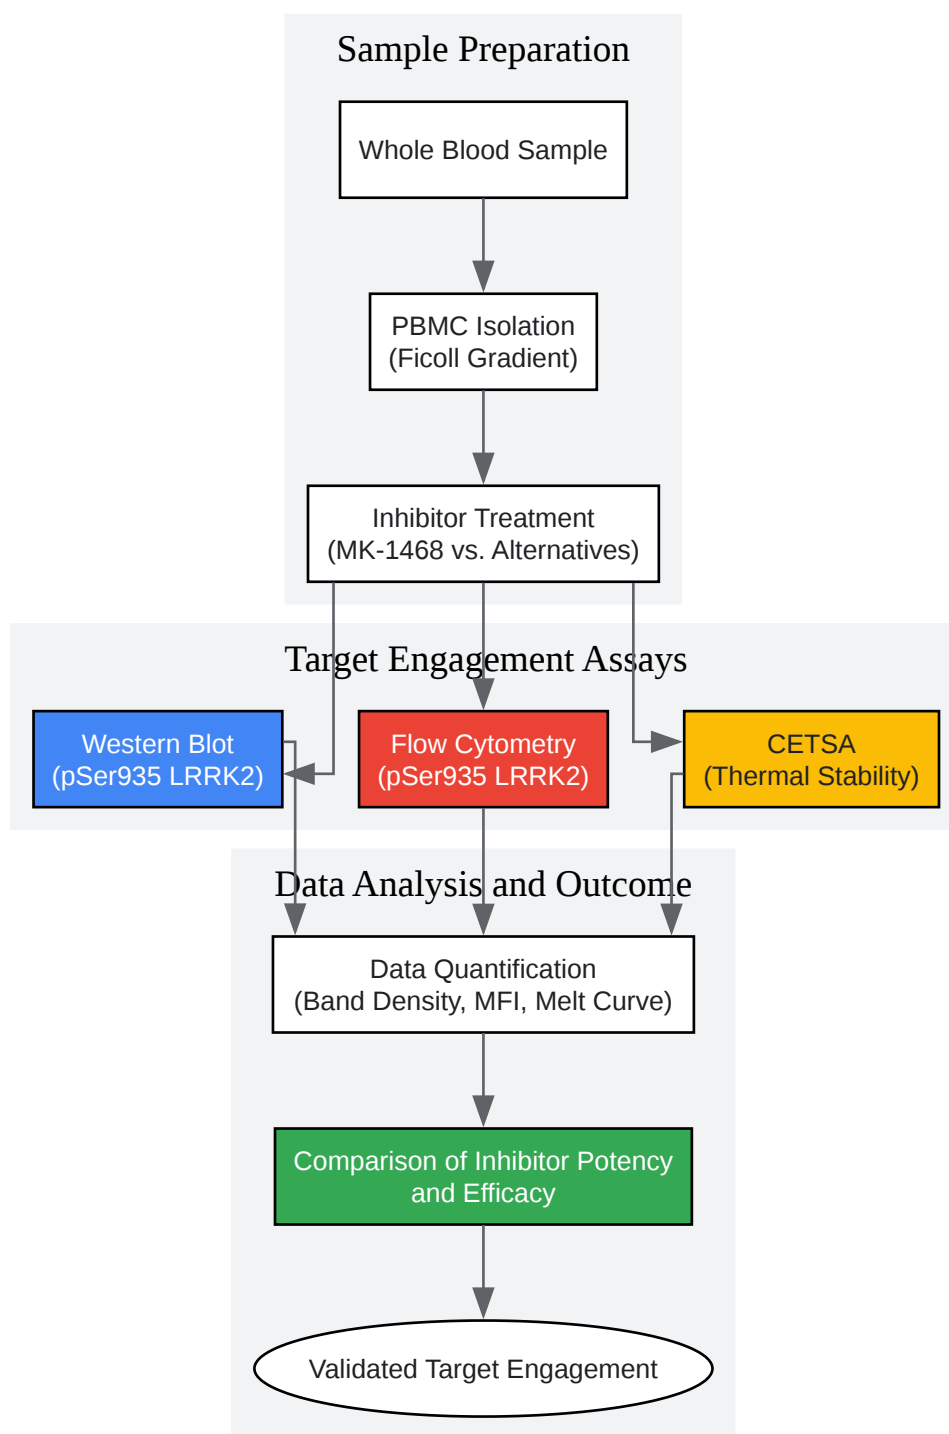 Sample Preparation
Whole Blood Sample
PBMC Isolation
(Ficoll Gradient)
Inhibitor Treatment
(MK-1468 vs. Alternatives)
Target Engagement Assays
Western Blot
(pSer935 LRRK2)
Flow Cytometry
(pSer935 LRRK2)
CETSA
(Thermal Stability)
Data Analysis and Outcome
Data Quantification
(Band Density, MFI, Melt Curve)
Comparison of Inhibitor Potency
and Efficacy
Validated Target Engagement